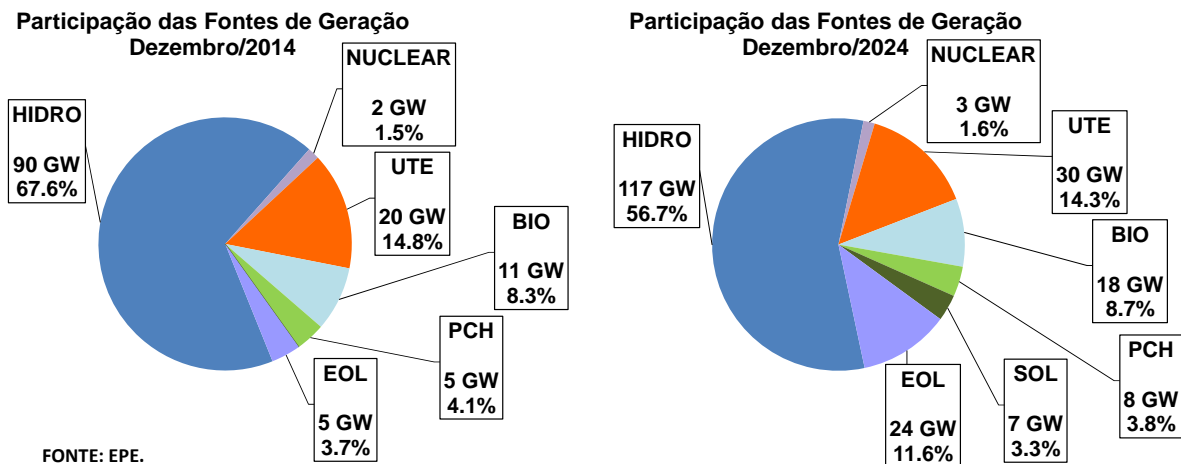 Participação das Fontes de Geração
Dezembro/2014
NUCLEAR
2 GW
1.5%
HIDRO
90 GW
67.6%
UTE
20 GW
14.8%
BIO
11 GW
8.3%
PCH
5 GW
4.1%
EOL
5 GW
3.7%
FONTE: EPE.
Participação das Fontes de Geração
Dezembro/2024
NUCLEAR
3 GW
1.6%
HIDRO
117 GW
56.7%
UTE
30 GW
14.3%
BIO
18 GW
8.7%
PCH
8 GW
3.8%
SOL
7 GW
3.3%
EOL
24 GW
11.6%